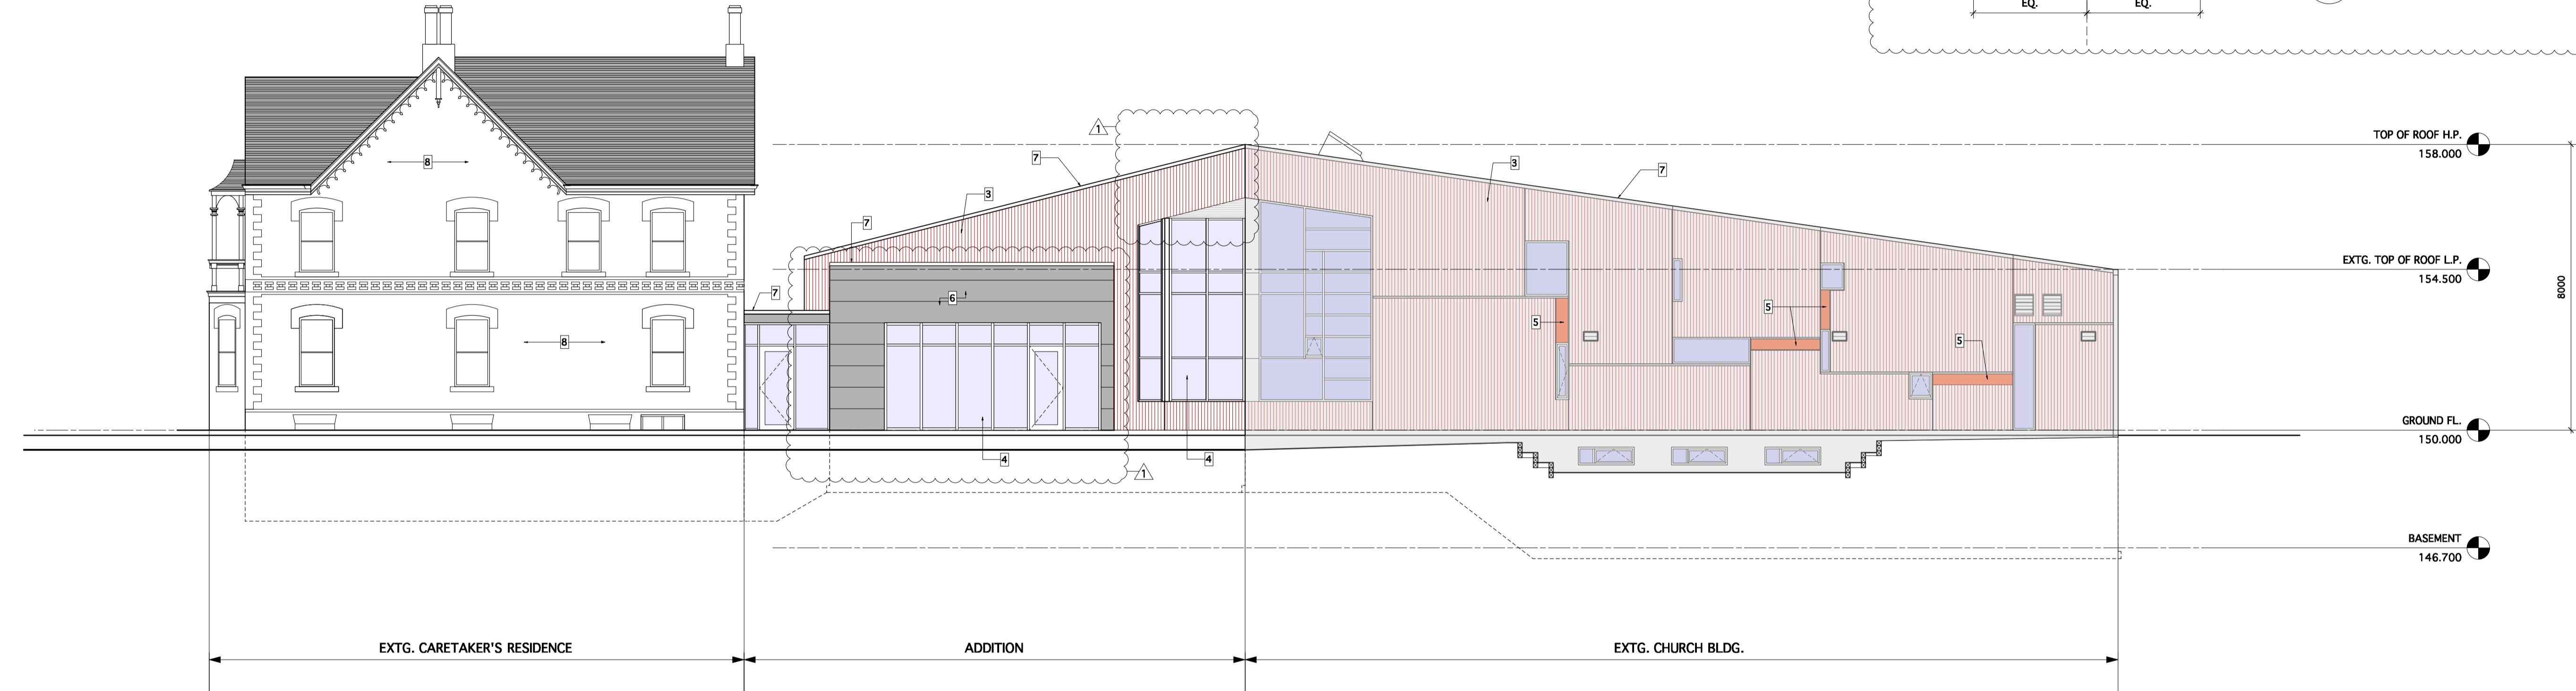 EQ. EQ.
1
TOP OF ROOF H.P.
158.000
7
8
3
3
7
7
EXTG. TOP OF ROOF L.P.
154.500
8000
7
6
5
5
5
8
GROUND FL.
150.000
4
4
1
BASEMENT
146.700
EXTG. CARETAKER'S RESIDENCE
ADDITION
EXTG. CHURCH BLDG.